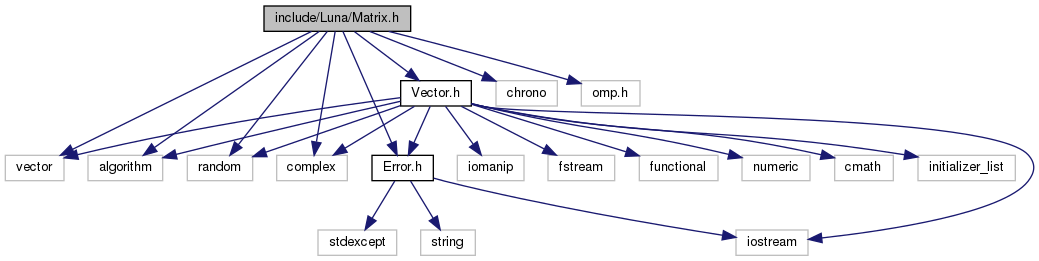 include/Luna/Matrix.h
Vector.h
chrono
omp.h
vector
algorithm
random
complex
Error.h
iomanip
fstream
functional
numeric
cmath
initializer_list
stdexcept
string
iostream